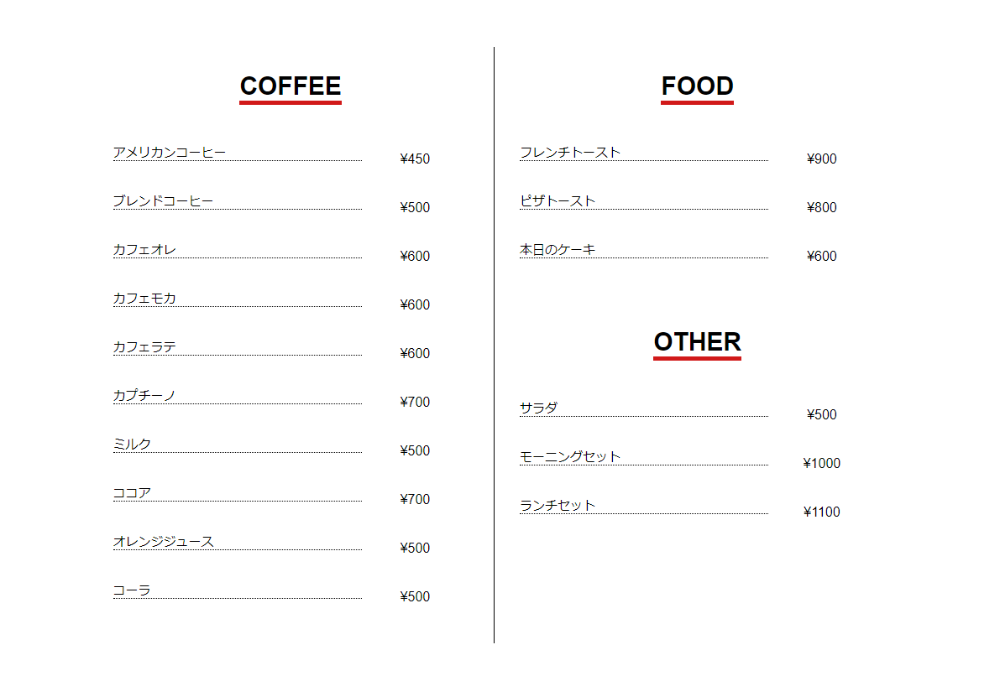 COFFEE
アメリカンコーヒー ¥450
ブレンドコーヒー ¥500
カフェオレ ¥600
カフェモカ ¥600
カフェラテ ¥600
カプチーノ ¥700
ミルク ¥500
ココア ¥700
オレンジジュース ¥500
コーラ ¥500
FOOD
フレンチトースト ¥900
ピザトースト ¥800
本日のケーキ ¥600
OTHER
サラダ ¥500
モーニングセット ¥1000
ランチセット ¥1100